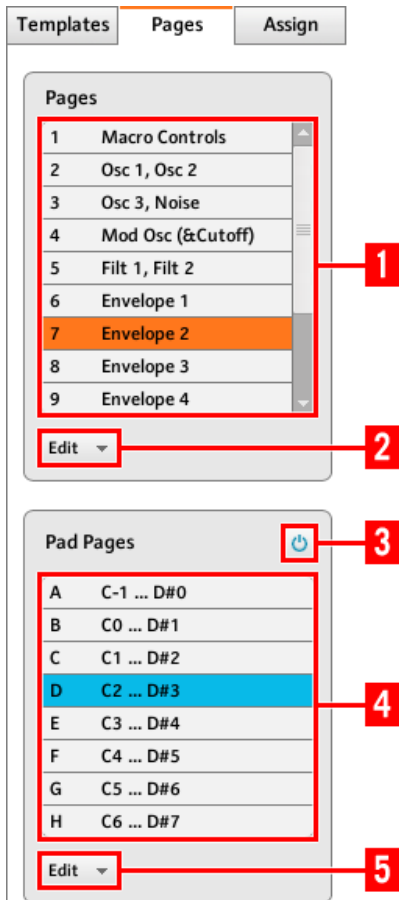 Templates Pages Assign
Pages
1 Macro Controls
2 Osc 1, Osc 2
3 Osc 3, Noise
4 Mod Osc (&Cutoff)
1
5 Filt 1, Filt 2
6 Envelope 1
7 Envelope 2
8 Envelope 3
9 Envelope 4
Edit 2
Pad Pages 3
A C-1 ... D#0
B C0 ... D#1
C C1 ... D#2
D C2 ... D#3
4
E C3 ... D#4
F C4 ... D#5
G C5 ... D#6
H C6 ... D#7
Edit 5